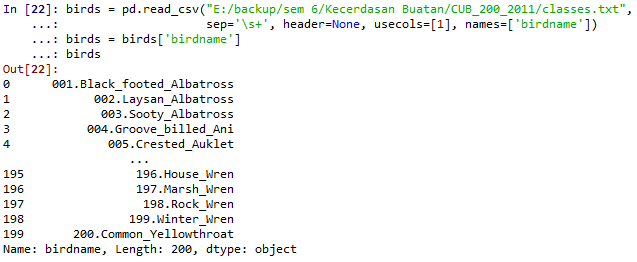 In [22]: birds = pd.read_csv("E:/backup/sem 6/Kecerdasan Buatan/CUB_200_2011/classes.txt",
    ...:                     sep='\s+', header=None, usecols=[1], names=['birdname'])
    ...: birds = birds['birdname']
    ...: birds
Out[22]:
0      001.Black_footed_Albatross
1            002.Laysan_Albatross
2             003.Sooty_Albatross
3           004.Groove_billed_Ani
4              005.Crested_Auklet
                 ...
195                196.House_Wren
196                197.Marsh_Wren
197                 198.Rock_Wren
198               199.Winter_Wren
199       200.Common_Yellowthroat
Name: birdname, Length: 200, dtype: object